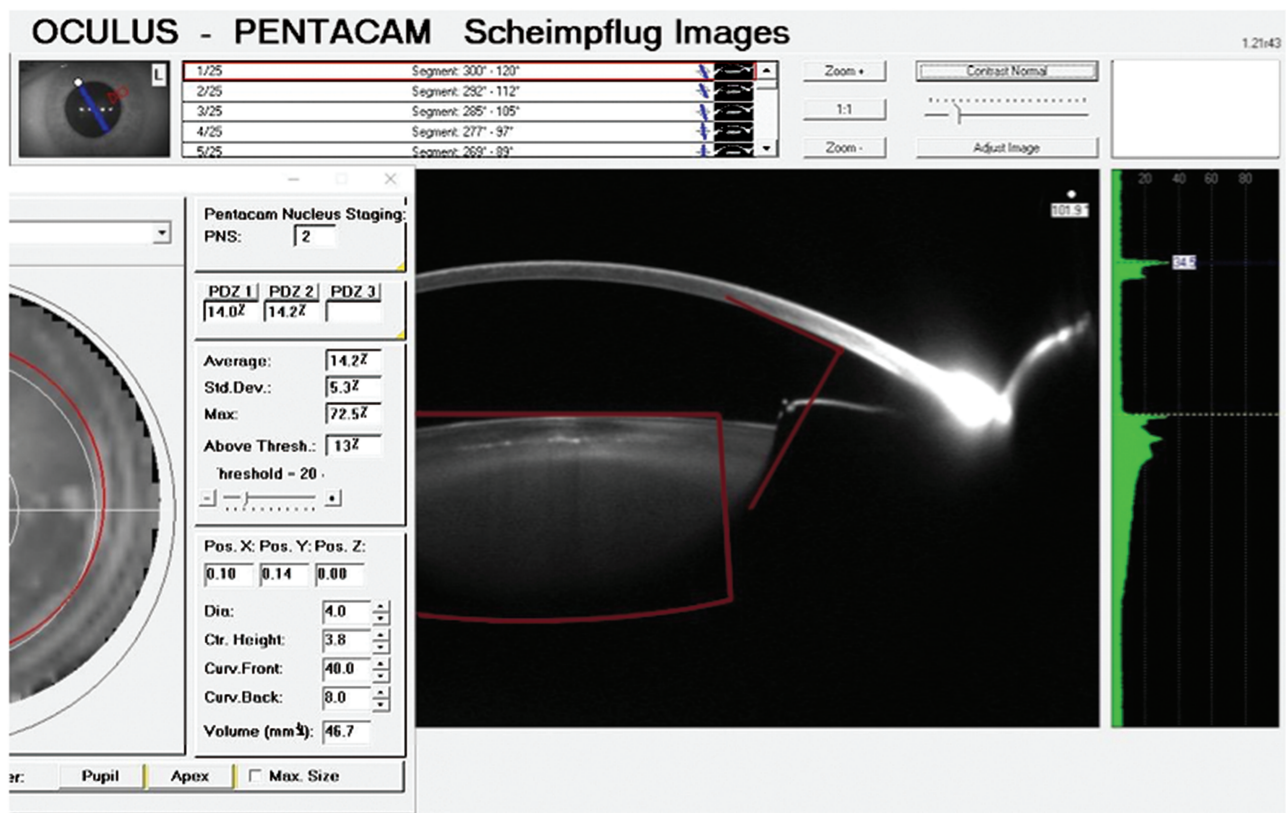 OCULUS - PENTACAM Scheimpflug Images
1.21r43
L
1/25 Segment: 300° - 120°
2/25 Segment: 292° - 112°
3/25 Segment: 285° - 105°
4/25 Segment: 277° - 97°
5/25 Segment: 269° - 89°
Zoom +
1:1
Zoom -
Contrast Normal
Adjust Image
Pentacam Nucleus Staging:
PNS: 2
PDZ 1 PDZ 2 PDZ 3
14.0% 14.2%
Average: 14.2%
Std.Dev.: 5.3%
Max: 72.5%
Above Thresh.: 13%
hreshold = 20
Pos. X: Pos. Y: Pos. Z:
0.10 0.14 0.00
Dia: 4.0
Ctr. Height: 3.8
Curv.Front: 40.0
Curv.Back: 8.0
Volume (mm³): 46.7
er: Pupil Apex Max. Size
101.9°
20 40 60 80
34.5